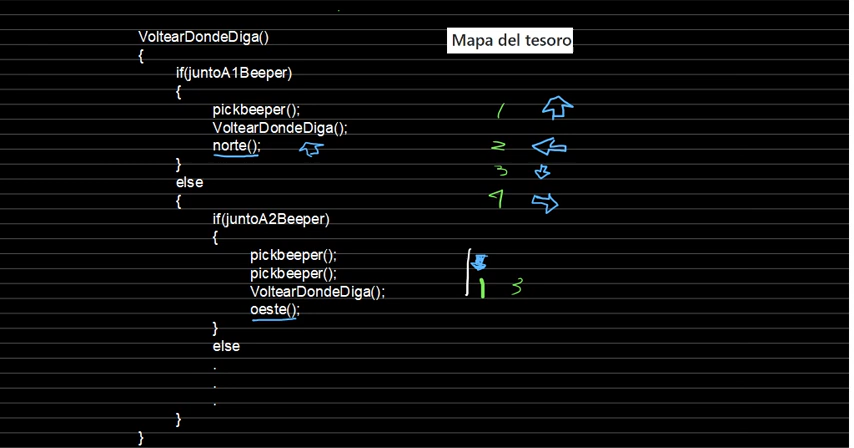 VoltearDondeDiga()
{
if(juntoA1Beeper)
{
pickbeeper();
VoltearDondeDiga();
norte();
}
else
{
if(juntoA2Beeper)
{
pickbeeper();
pickbeeper();
VoltearDondeDiga();
oeste();
}
else
.
.
.
}
}
Mapa del tesoro
1
2
3
4
1 3